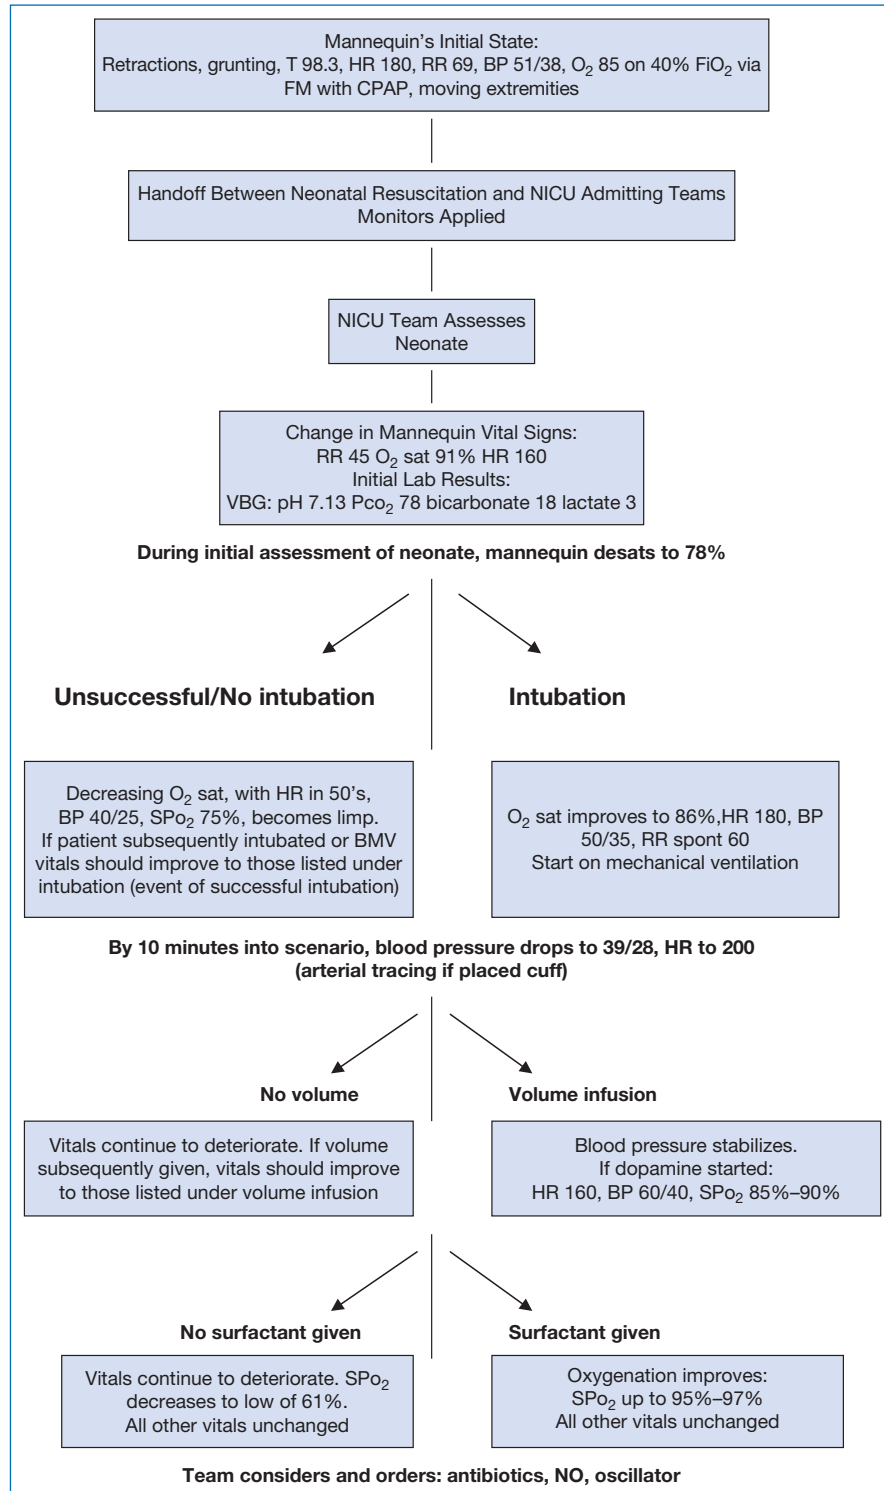 Mannequin's Initial State:
Retractions, grunting, T 98.3, HR 180, RR 69, BP 51/38, O₂ 85 on 40% FiO₂ via
FM with CPAP, moving extremities
Handoff Between Neonatal Resuscitation and NICU Admitting Teams
Monitors Applied
NICU Team Assesses
Neonate
Change in Mannequin Vital Signs:
RR 45 O₂ sat 91% HR 160
Initial Lab Results:
VBG: pH 7.13 Pco₂ 78 bicarbonate 18 lactate 3
During initial assessment of neonate, mannequin desats to 78%
Unsuccessful/No intubation
Decreasing O₂ sat, with HR in 50's,
BP 40/25, SPo₂ 75%, becomes limp.
If patient subsequently intubated or BMV
vitals should improve to those listed under
intubation (event of successful intubation)
Intubation
O₂ sat improves to 86%,HR 180, BP
50/35, RR spont 60
Start on mechanical ventilation
By 10 minutes into scenario, blood pressure drops to 39/28, HR to 200
(arterial tracing if placed cuff)
No volume
Vitals continue to deteriorate. If volume
subsequently given, vitals should improve
to those listed under volume infusion
Volume infusion
Blood pressure stabilizes.
If dopamine started:
HR 160, BP 60/40, SPo₂ 85%–90%
No surfactant given
Vitals continue to deteriorate. SPo₂
decreases to low of 61%.
All other vitals unchanged
Surfactant given
Oxygenation improves:
SPo₂ up to 95%–97%
All other vitals unchanged
Team considers and orders: antibiotics, NO, oscillator